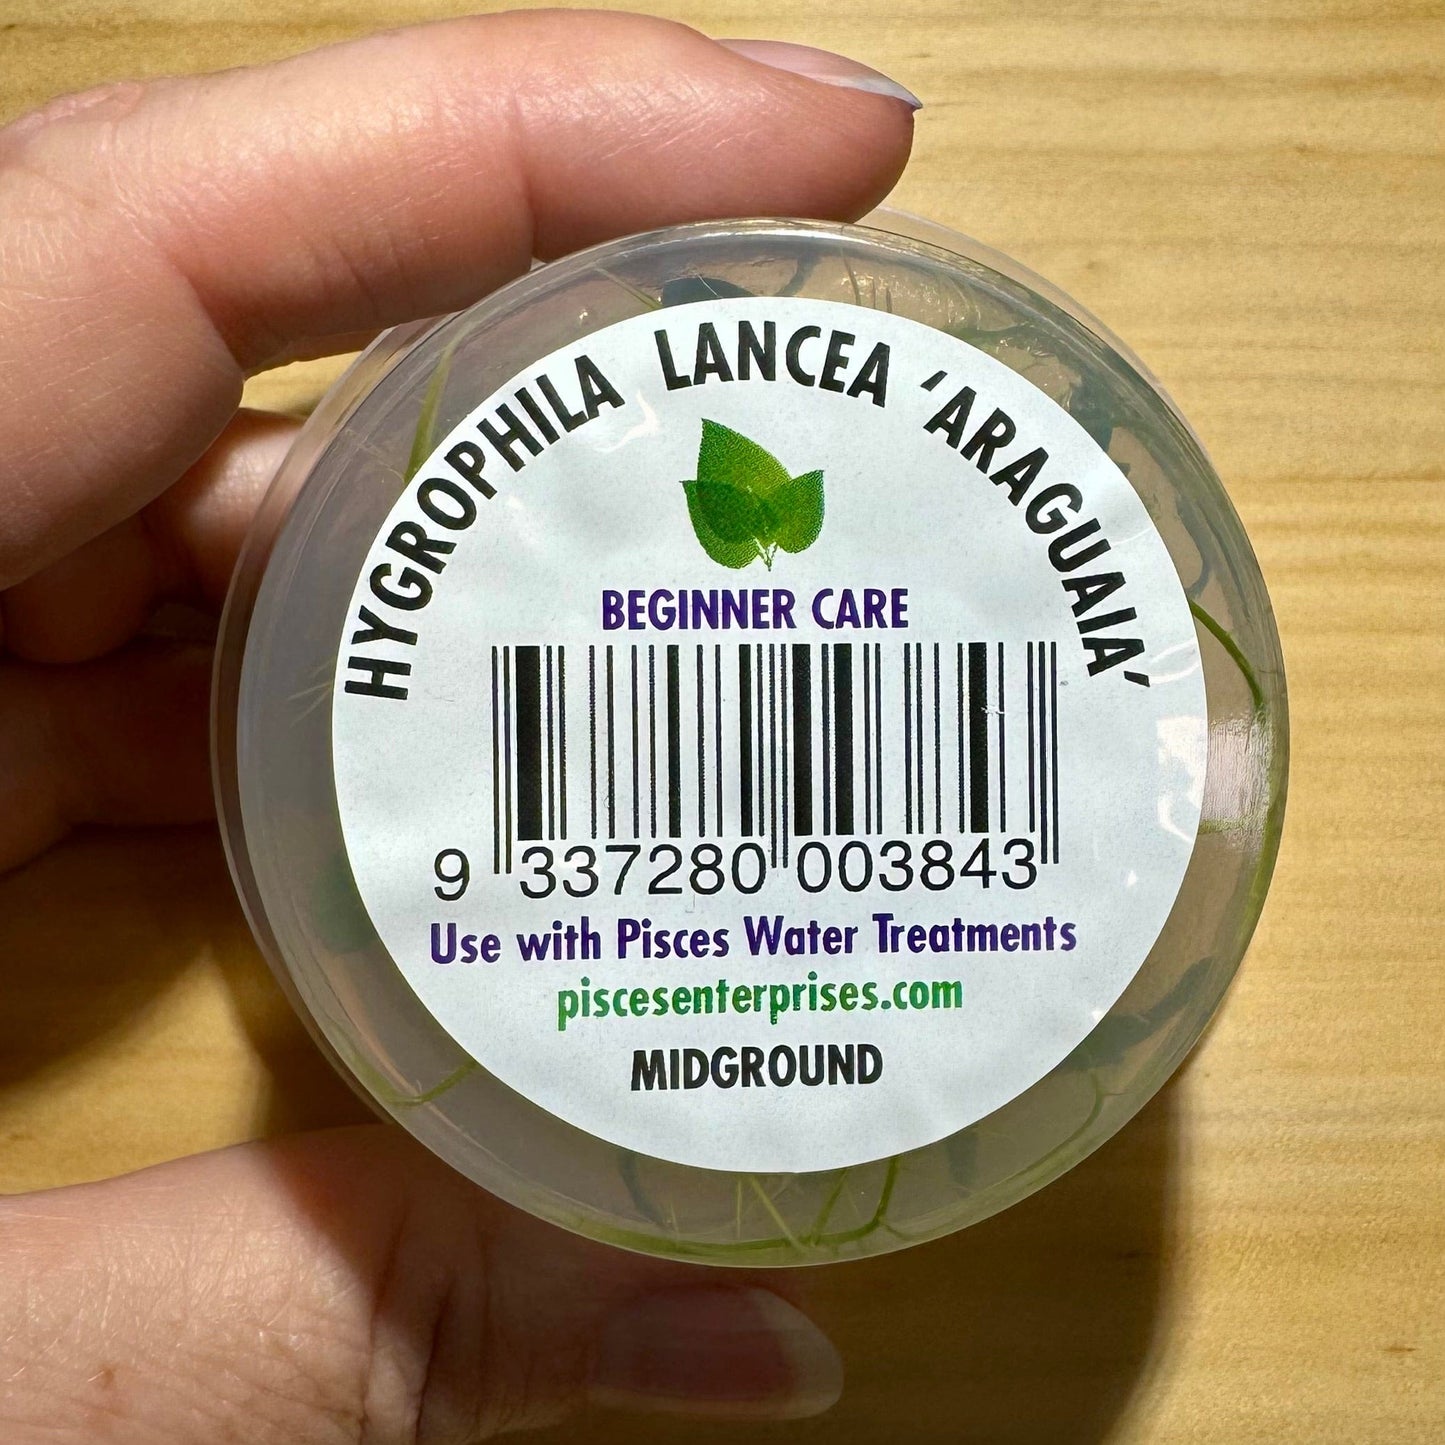 HYGROPHILA LANCEA 'ARAGUAIA'
BEGINNER CARE
9 337280 003843
Use with Pisces Water Treatments
piscesenterprises.com
MIDGROUND